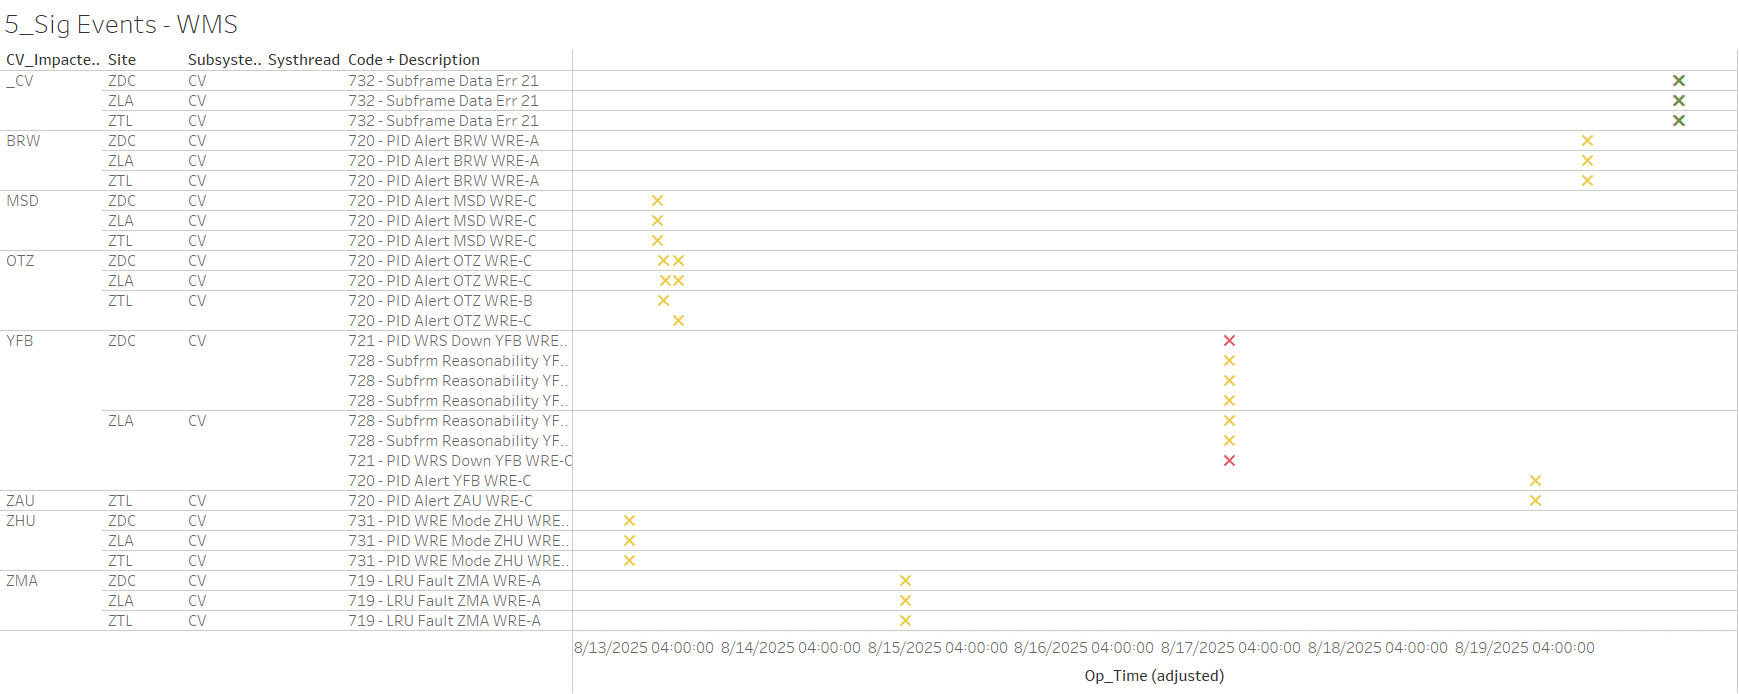 5_Sig Events - WMS
CV_Impacte.. Site Subsyste.. Systhread Code + Description
_CV ZDC CV 732 - Subframe Data Err 21
ZLA CV 732 - Subframe Data Err 21
ZTL CV 732 - Subframe Data Err 21
BRW ZDC CV 720 - PID Alert BRW WRE-A
ZLA CV 720 - PID Alert BRW WRE-A
ZTL CV 720 - PID Alert BRW WRE-A
MSD ZDC CV 720 - PID Alert MSD WRE-C
ZLA CV 720 - PID Alert MSD WRE-C
ZTL CV 720 - PID Alert MSD WRE-C
OTZ ZDC CV 720 - PID Alert OTZ WRE-C
ZLA CV 720 - PID Alert OTZ WRE-C
ZTL CV 720 - PID Alert OTZ WRE-B
720 - PID Alert OTZ WRE-C
YFB ZDC CV 721 - PID WRS Down YFB WRE..
728 - Subfrm Reasonability YF..
728 - Subfrm Reasonability YF..
728 - Subfrm Reasonability YF..
ZLA CV 728 - Subfrm Reasonability YF..
728 - Subfrm Reasonability YF..
721 - PID WRS Down YFB WRE-C
720 - PID Alert YFB WRE-C
ZAU ZTL CV 720 - PID Alert ZAU WRE-C
ZHU ZDC CV 731 - PID WRE Mode ZHU WRE..
ZLA CV 731 - PID WRE Mode ZHU WRE..
ZTL CV 731 - PID WRE Mode ZHU WRE..
ZMA ZDC CV 719 - LRU Fault ZMA WRE-A
ZLA CV 719 - LRU Fault ZMA WRE-A
ZTL CV 719 - LRU Fault ZMA WRE-A
8/13/2025 04:00:00 8/14/2025 04:00:00 8/15/2025 04:00:00 8/16/2025 04:00:00 8/17/2025 04:00:00 8/18/2025 04:00:00 8/19/2025 04:00:00
Op_Time (adjusted)